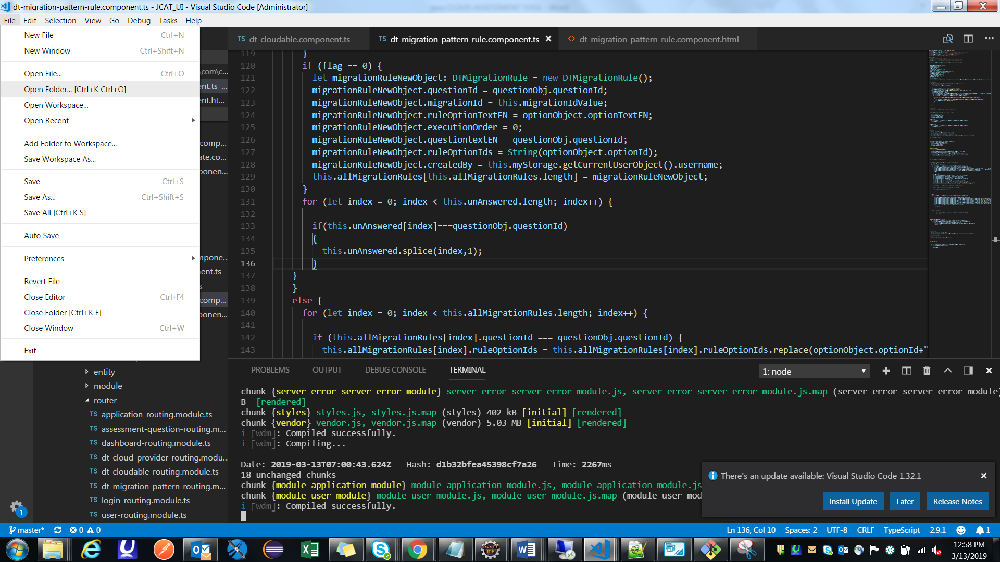 dt-migration-pattern-rule.component.ts - JCAT_UI - Visual Studio Code [Administrator]
File Edit Selection View Go Debug Tasks Help
New File Ctrl+N
New Window Ctrl+Shift+N
Open File... Ctrl+O
Open Folder... [Ctrl+K Ctrl+O]
Open Workspace...
Open Recent
Add Folder to Workspace...
Save Workspace As...
Save Ctrl+S
Save As... Ctrl+Shift+S
Save All [Ctrl+K S]
Auto Save
Preferences
Revert File
Close Editor Ctrl+F4
Close Folder [Ctrl+K F]
Close Window Ctrl+W
Exit
\com\c...
ent.ts ...
ent.ht...
comp...
ate.co...
ponen...
npone...
ent.ts
s
comp...
ponen...
entity
module
router
TS application-routing.module.ts
TS assessment-question-routing.m...
TS dashboard-routing.module.ts
TS dt-cloud-provider-routing.modu...
TS dt-cloudable-routing.module.ts
TS dt-migration-pattern-routing.m...
TS login-routing.module.ts
TS user-routing.module.ts
1
TS dt-cloudable.component.ts TS dt-migration-pattern-rule.component.ts × <> dt-migration-pattern-rule.component.html
119 }
120 if (flag == 0) {
121 let migrationRuleNewObject: DTMigrationRule = new DTMigrationRule();
122 migrationRuleNewObject.questionId = questionObj.questionId;
123 migrationRuleNewObject.migrationId = this.migrationIdValue;
124 migrationRuleNewObject.ruleOptionTextEN = optionObject.optionTextEN;
125 migrationRuleNewObject.executionOrder = 0;
126 migrationRuleNewObject.questiontextEN = questionObj.questionId;
127 migrationRuleNewObject.ruleOptionIds = String(optionObject.optionId);
128 migrationRuleNewObject.createdBy = this.myStorage.getCurrentUserObject().username;
129 this.allMigrationRules[this.allMigrationRules.length] = migrationRuleNewObject;
130 }
131 for (let index = 0; index < this.unAnswered.length; index++) {
132
133 if(this.unAnswered[index]===questionObj.questionId)
134 {
135 this.unAnswered.splice(index,1);
136 }
137 }
138 }
139 else {
140 for (let index = 0; index < this.allMigrationRules.length; index++) {
141
142 if (this.allMigrationRules[index].questionId === questionObj.questionId) {
143 this.allMigrationRules[index].ruleOptionIds = this.allMigrationRules[index].ruleOptionIds.replace(optionObject.optionId+"
PROBLEMS OUTPUT DEBUG CONSOLE TERMINAL 1: node
chunk {server-error-server-error-module} server-error-server-error-module.js, server-error-server-error-module.js.map (server-error-server-error-module)
B [rendered]
chunk {styles} styles.js, styles.js.map (styles) 402 kB [initial] [rendered]
chunk {vendor} vendor.js, vendor.js.map (vendor) 5.03 MB [initial] [rendered]
i ｢wdm｣: Compiled successfully.
i ｢wdm｣: Compiling...
Date: 2019-03-13T07:00:43.624Z - Hash: d1b32bfea45398cf7a26 - Time: 2267ms
18 unchanged chunks
chunk {module-application-module} module-application-module.js, module-application-module.js
chunk {module-user-module} module-user-module.js, module-user-module.js.map (module-user-mod
i ｢wdm｣: Compiled successfully.
There's an update available: Visual Studio Code 1.32.1
Install Update Later Release Notes
master* 0 0 Ln 136, Col 10 Spaces: 2 UTF-8 CRLF TypeScript 2.9.1 1
12:58 PM
3/13/2019